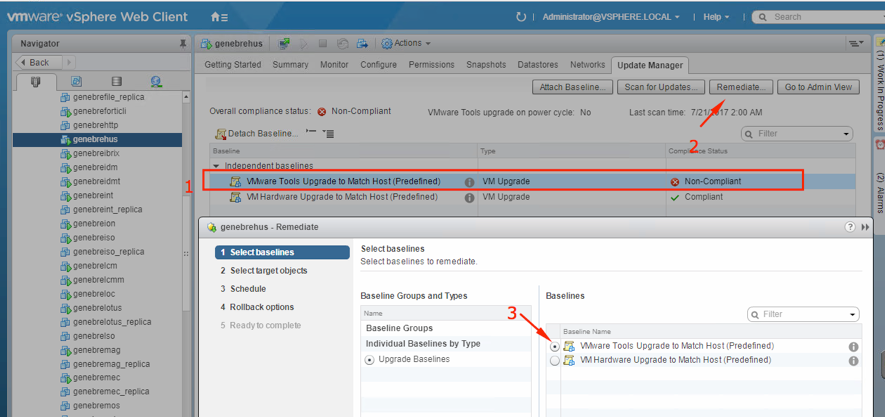 vmware® vSphere Web Client
Administrator@VSPHERE.LOCAL
Help
Search
Navigator
Back
genebrefile_replica
genebreforticli
genebrehttp
genebrehus
genebreibrix
genebreidm
genebreidmt
genebreint
genebreint_replica
genebreion
genebreiso
genebreiso_replica
genebrelcm
genebrelcmm
genebreloc
genebrelotus
genebrelotus_replica
genebrelso
genebremag
genebremag_replica
genebremec
genebremec_replica
genebremos
genebrehus
Actions
Getting Started Summary Monitor Configure Permissions Snapshots Datastores Networks Update Manager
Attach Baseline... Scan for Updates... Remediate... Go to Admin View
Overall compliance status: Non-Compliant VMware Tools upgrade on power cycle: No Last scan time: 7/21/2017 2:00 AM
Detach Baseline...
Filter
2
Baseline Type Compliance Status
Independent baselines
1
VMware Tools Upgrade to Match Host (Predefined) VM Upgrade Non-Compliant
VM Hardware Upgrade to Match Host (Predefined) VM Upgrade Compliant
(1) Work In Progress
(2) Alarms
genebrehus - Remediate
1 Select baselines
2 Select target objects
3 Schedule
4 Rollback options
5 Ready to complete
Select baselines
Select baselines to remediate.
Baseline Groups and Types
Name
Baseline Groups
Individual Baselines by Type
Upgrade Baselines
Baselines
3
Filter
Baseline Name
VMware Tools Upgrade to Match Host (Predefined)
VM Hardware Upgrade to Match Host (Predefined)